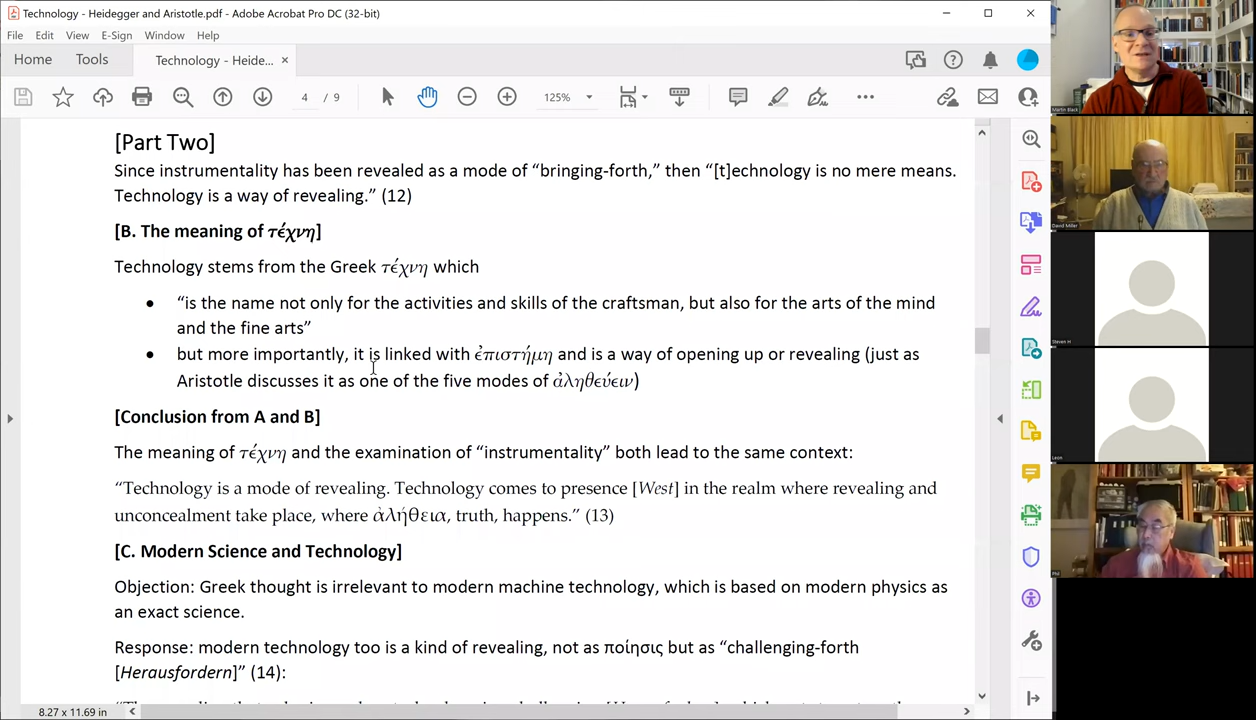 Technology - Heidegger and Aristotle.pdf - Adobe Acrobat Pro DC (32-bit)
File Edit View E-Sign Window Help
Home Tools Technology - Heide... ×
4 / 9 125%
[Part Two]
Since instrumentality has been revealed as a mode of “bringing-forth,” then “[t]echnology is no mere means.
Technology is a way of revealing.” (12)
[B. The meaning of τέχνη]
Technology stems from the Greek τέχνη which
• “is the name not only for the activities and skills of the craftsman, but also for the arts of the mind
and the fine arts”
• but more importantly, it is linked with ἐπιστήμη and is a way of opening up or revealing (just as
Aristotle discusses it as one of the five modes of ἀληθεύειν)
[Conclusion from A and B]
The meaning of τέχνη and the examination of “instrumentality” both lead to the same context:
“Technology is a mode of revealing. Technology comes to presence [West] in the realm where revealing and
unconcealment take place, where ἀλήθεια, truth, happens.” (13)
[C. Modern Science and Technology]
Objection: Greek thought is irrelevant to modern machine technology, which is based on modern physics as
an exact science.
Response: modern technology too is a kind of revealing, not as ποίησις but as “challenging-forth
[Herausfordern]” (14):
8.27 x 11.69 in
Martin Black
David Miller
Steven H
Leon
Phil